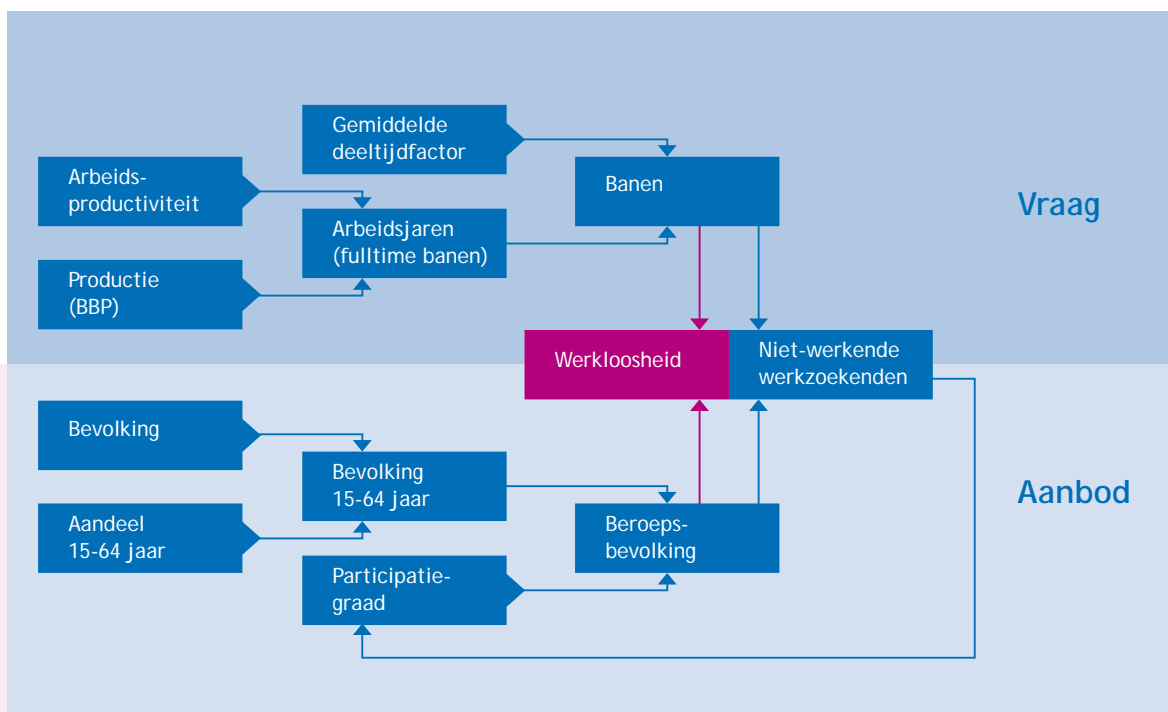 Gemiddelde
deeltijdfactor
Arbeids-
productiviteit
Banen
Vraag
Arbeidsjaren
(fulltime banen)
Productie
(BBP)
Werkloosheid
Niet-werkende
werkzoekenden
Bevolking
Bevolking
15-64 jaar
Aanbod
Aandeel
15-64 jaar
Beroeps-
bevolking
Participatie-
graad